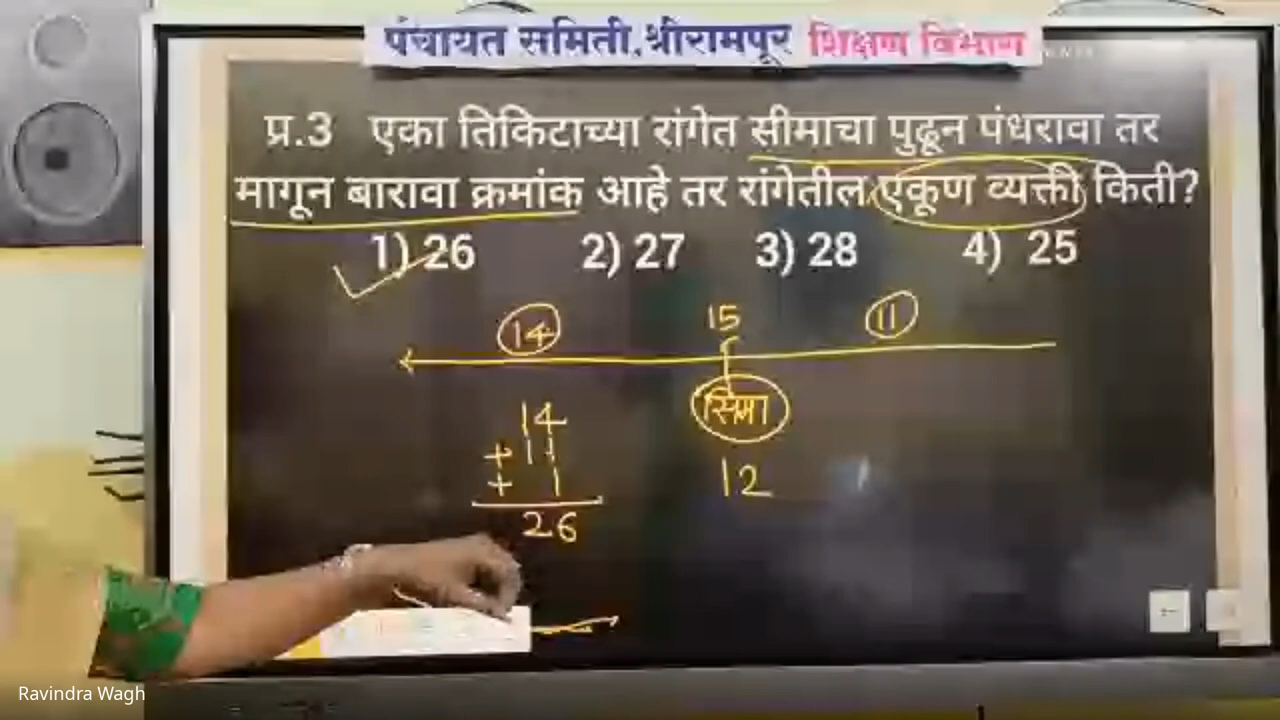 पंचायत समिती.श्रीरामपूर शिक्षण विभाग
प्र.3 एका तिकिटाच्या रांगेत सीमाचा पुढून पंधरावा तर
मागून बारावा क्रमांक आहे तर रांगेतील एकूण व्यक्ती किती?
1) 26 2) 27 3) 28 4) 25
14 15 11
सिमा
12
14
+ 11
+ 1
26
Ravindra Wagh